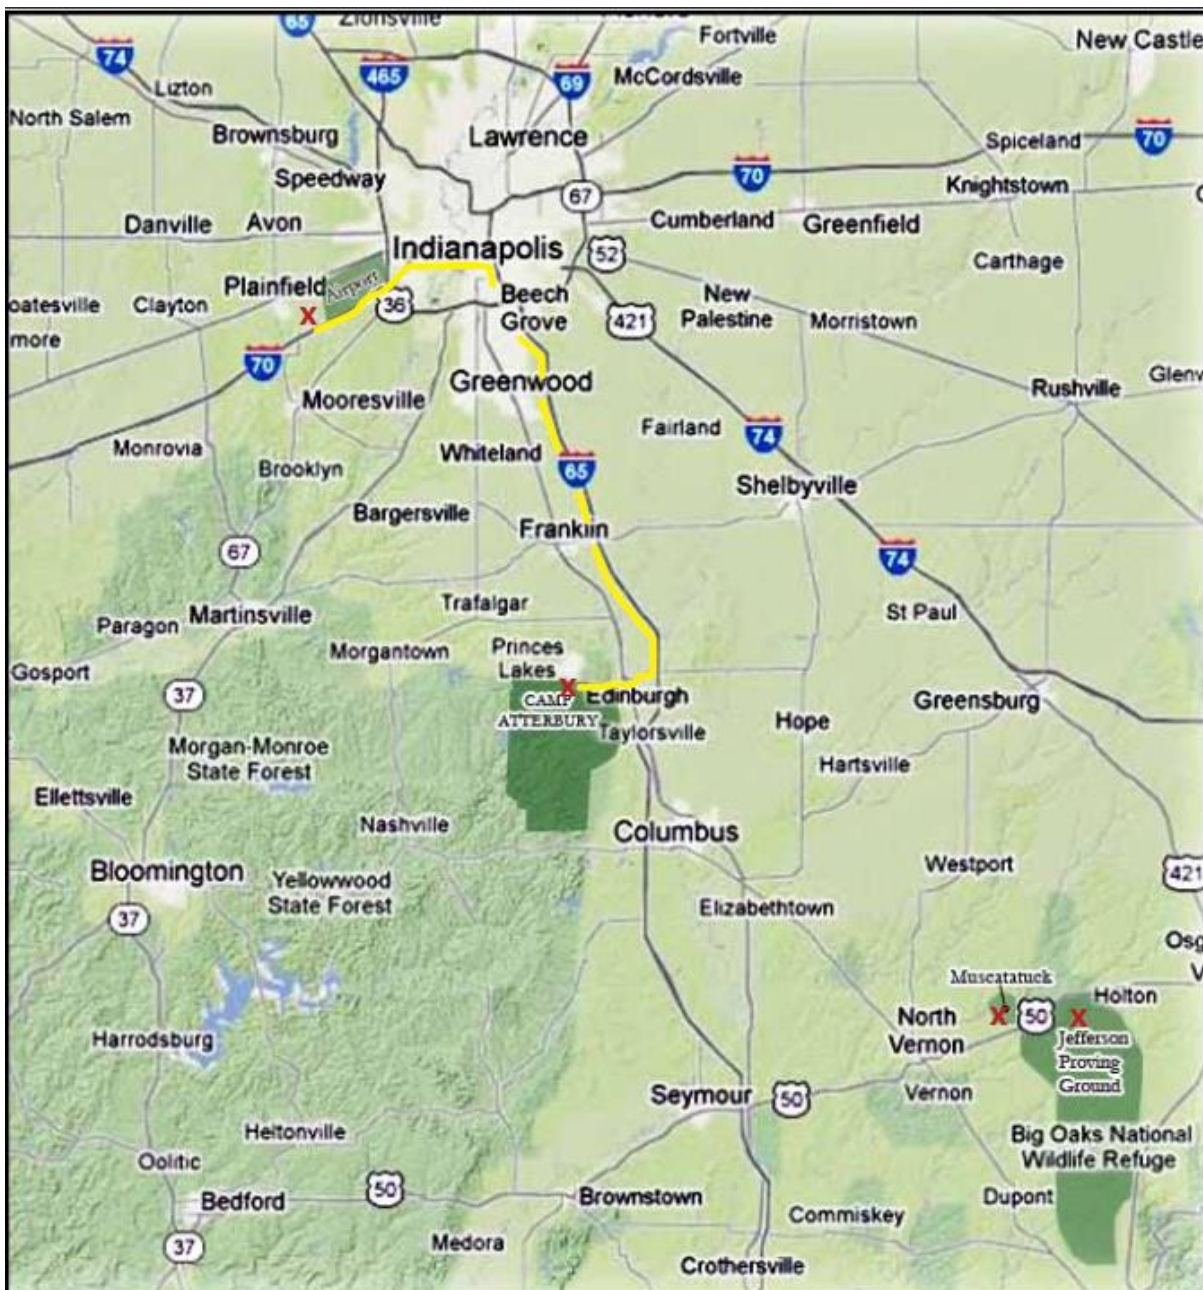 65
Zionsville
Fortville
New Castle
74
465
69
McCordsville
Lizton
North Salem
Brownsburg
Lawrence
Spiceland
70
Speedway
70
67
Knightstown
Danville
Avon
Cumberland
Greenfield
Indianapolis
52
Carthage
Plainfield
Airport
oatesville
Clayton
36
Beech
Grove
421
New
Palestine
Morristown
X
more
70
Mooresville
Greenwood
Rushville
Glenv
Monrovia
Brooklyn
Whiteland
Fairland
74
65
Shelbyville
Bargersville
Franklin
67
74
Trafalgar
St Paul
Paragon
Martinsville
Morgantown
Princes
Lakes
Gosport
37
X
CAMP
ATTERBURY
Edinburgh
Greensburg
Taylorsville
Hope
Morgan-Monroe
State Forest
Hartsville
Ellettsville
Nashville
Columbus
Bloomington
Yellowwood
State Forest
Westport
421
37
Elizabethtown
Osg
V
Muscatatuck
Holton
X
50
X
North
Vernon
Jefferson
Proving
Ground
Harrodsburg
Seymour
50
Vernon
Heltonville
Big Oaks National
Wildlife Refuge
Oolitic
50
Bedford
Brownstown
Dupont
Commiskey
37
Medora
Crothersville